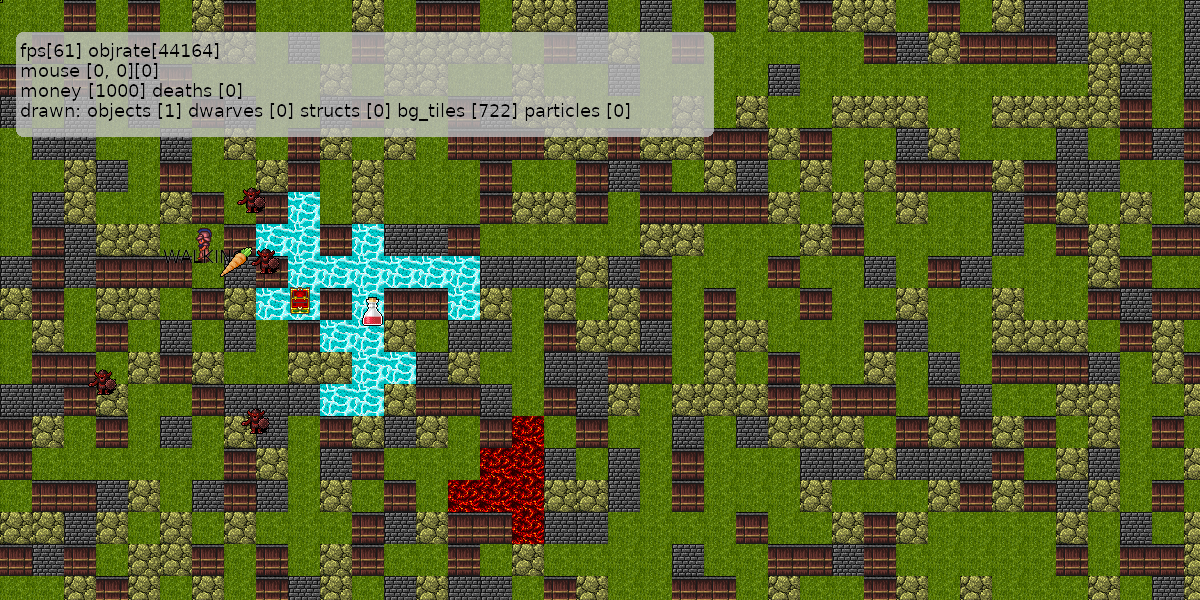 fps[61] objrate[44164]
mouse [0, 0][0]
money [1000] deaths [0]
drawn: objects [1] dwarves [0] structs [0] bg_tiles [722] particles [0]
WALKING